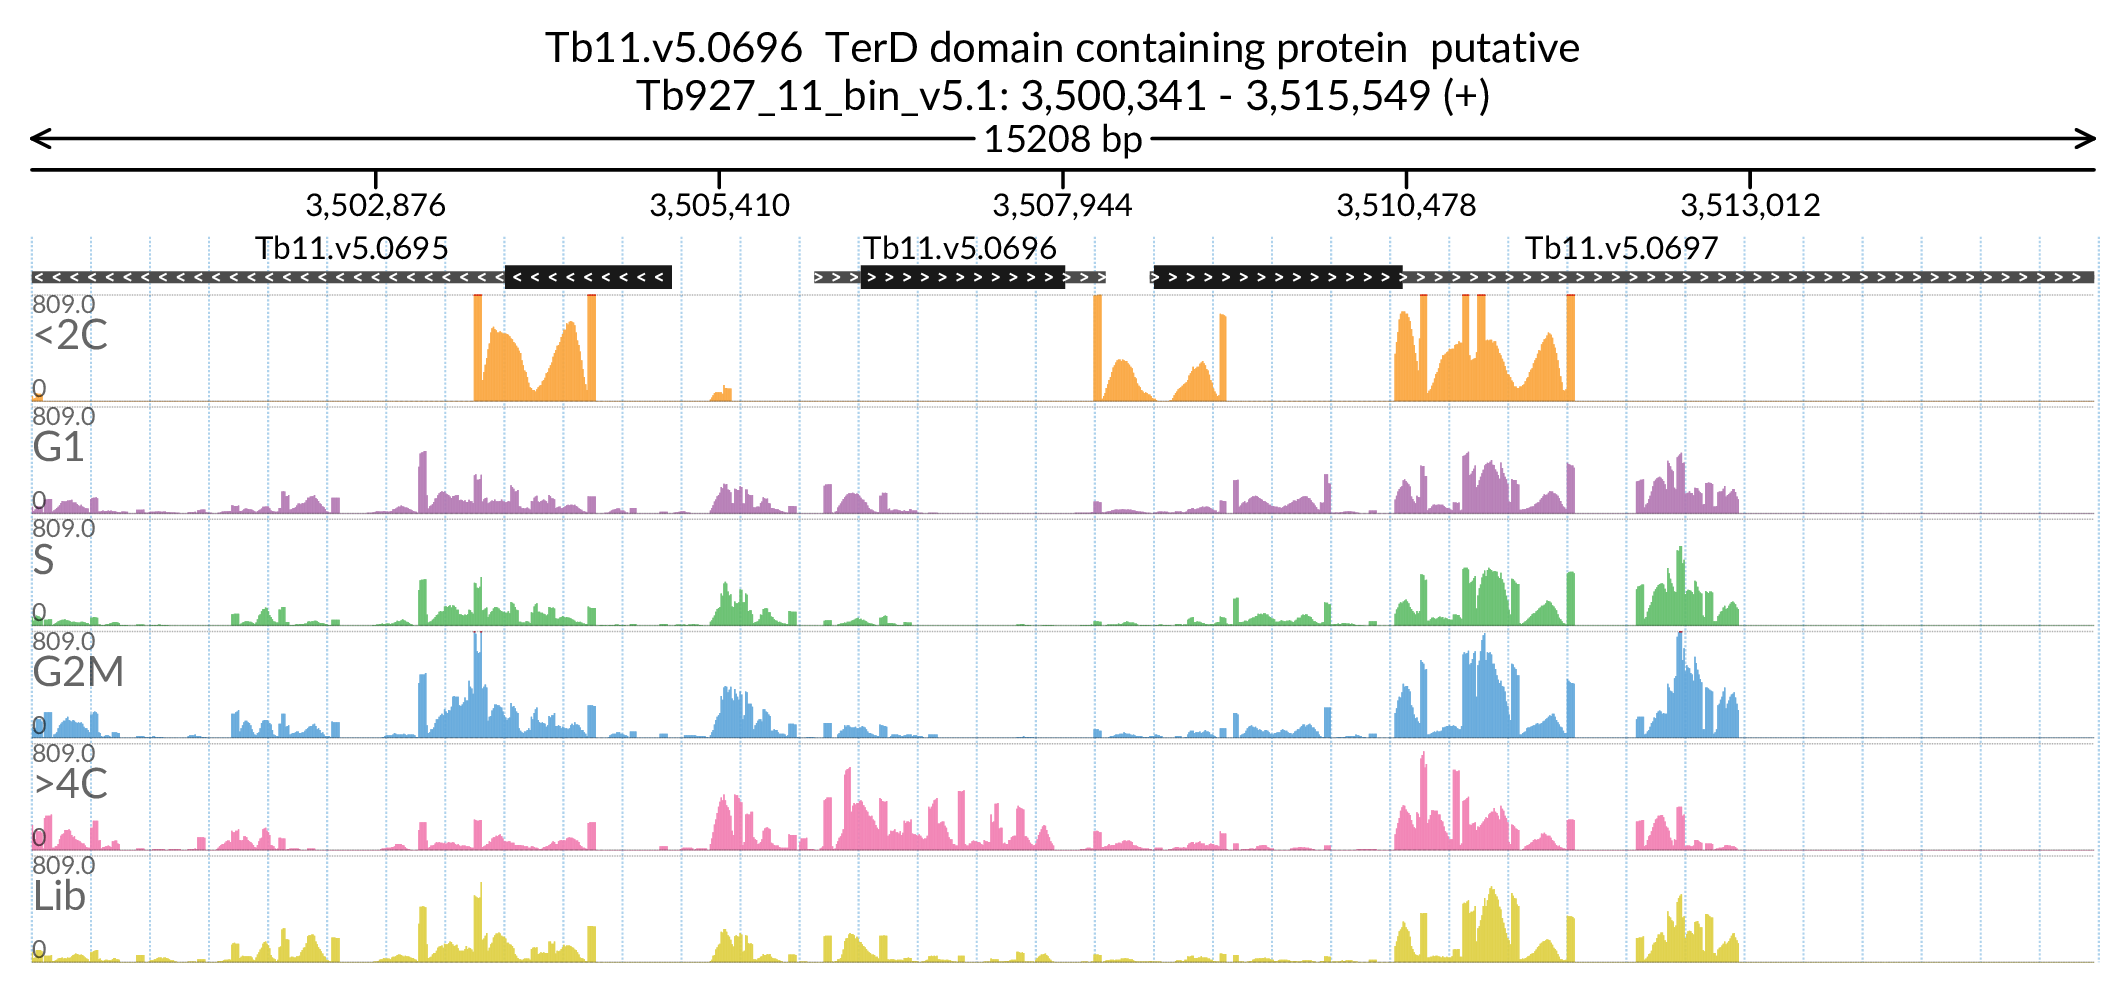 Tb11.v5.0696  TerD domain containing protein  putative
Tb927_11_bin_v5.1: 3,500,341 - 3,515,549 (+)
15208 bp
3,502,876 3,505,410 3,507,944 3,510,478 3,513,012
Tb11.v5.0695 Tb11.v5.0696 Tb11.v5.0697
809.0
<2C
0
809.0
G1
0
809.0
S
0
809.0
G2M
0
809.0
>4C
0
809.0
Lib
0